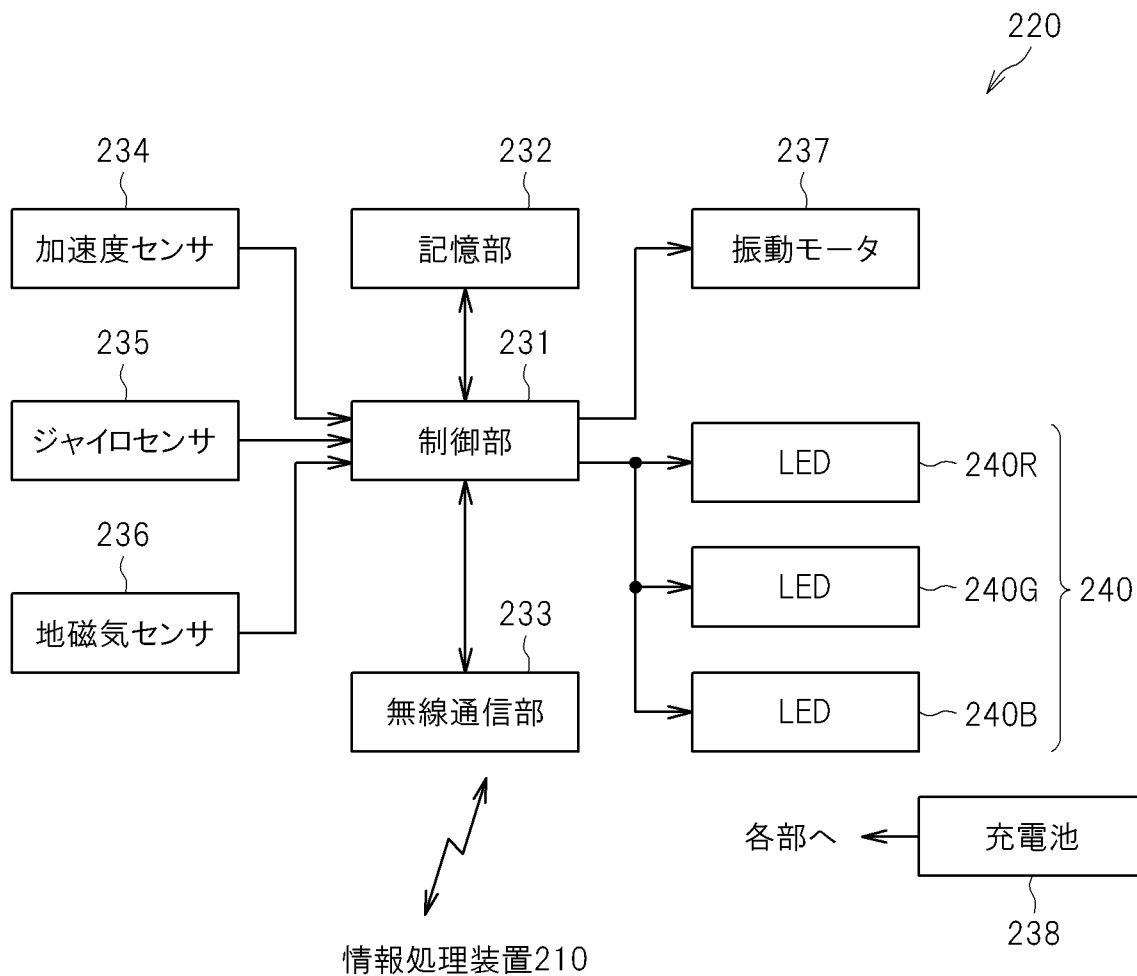 220
234
加速度センサ
232
記憶部
237
振動モータ
235
ジャイロセンサ
231
制御部
LED
240R
236
地磁気センサ
LED
240G
240
233
無線通信部
LED
240B
各部へ
充電池
238
情報処理装置210